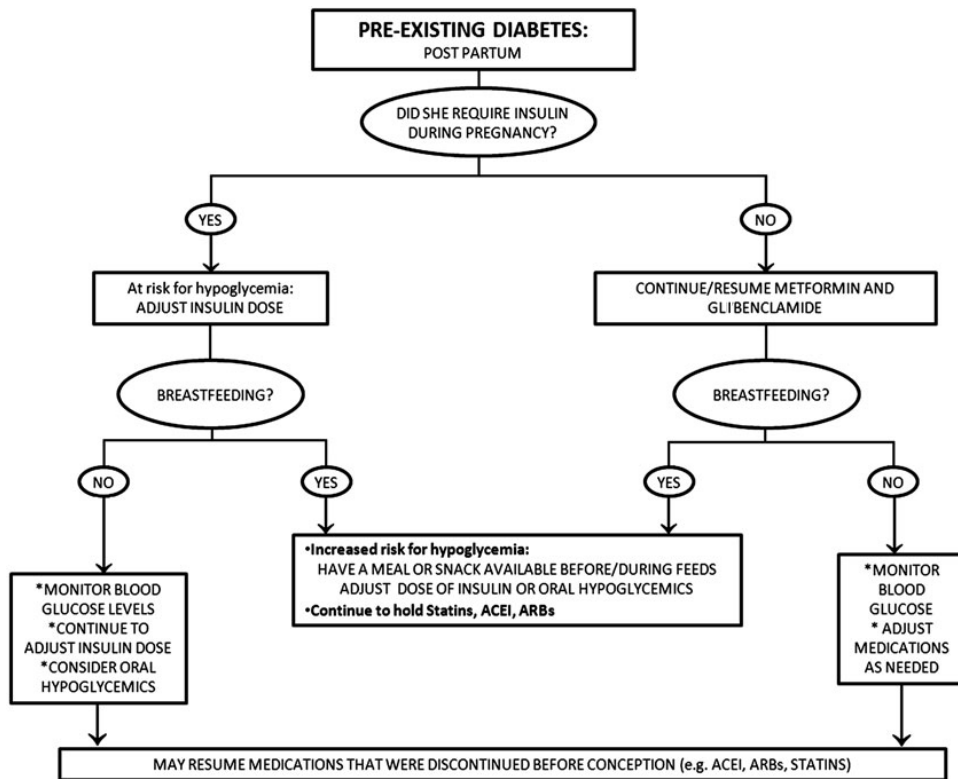 PRE-EXISTING DIABETES:
POST PARTUM
DID SHE REQUIRE INSULIN
DURING PREGNANCY?
YES
NO
At risk for hypoglycemia:
ADJUST INSULIN DOSE
CONTINUE/RESUME METFORMIN AND
GLIBENCLAMIDE
BREASTFEEDING?
BREASTFEEDING?
NO
YES
YES
NO
•Increased risk for hypoglycemia:
HAVE A MEAL OR SNACK AVAILABLE BEFORE/DURING FEEDS
ADJUST DOSE OF INSULIN OR ORAL HYPOGLYCEMICS
•Continue to hold Statins, ACEI, ARBs
*MONITOR BLOOD
GLUCOSE LEVELS
*CONTINUE TO
ADJUST INSULIN DOSE
*CONSIDER ORAL
HYPOGLYCEMICS
*MONITOR
BLOOD
GLUCOSE
* ADJUST
MEDICATIONS
AS NEEDED
MAY RESUME MEDICATIONS THAT WERE DISCONTINUED BEFORE CONCEPTION (e.g. ACEI, ARBs, STATINS)